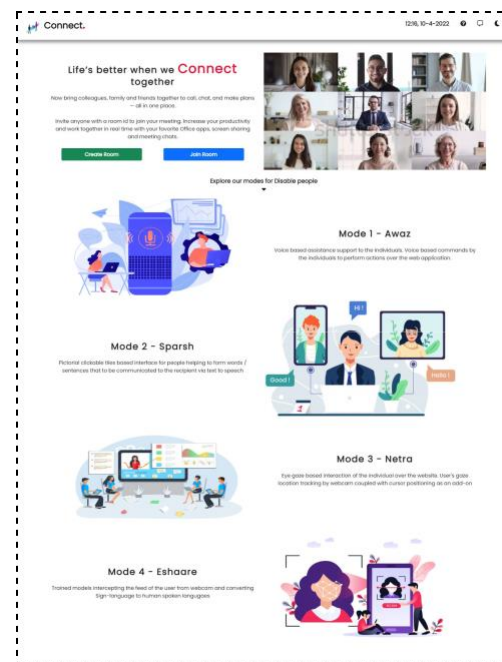 Connect.
12:16, 10-4-2022
Life's better when we Connect
together
Now bring colleagues, family and friends together to call, chat, and make plans
— all in one place.
Invite anyone with a room id to join your meeting. Increase your productivity
and work together in real time with your favorite Office apps, screen sharing
and meeting chats.
Create Room
Join Room
Explore our modes for Disable people
Mode 1 - Awaz
Voice based assistance support to the individuals. Voice based commands by
the individuals to perform actions over the web application.
Hi !
Good !
Hello !
Mode 2 - Sparsh
Pictorial clickable tiles based interface for people helping to form words /
sentences that to be communicated to the recipient via text to speech
Mode 3 - Netra
Eye gaze based interaction of the individual over the website. User's gaze
location tracking by webcam coupled with cursor positioning as an add-on
Mode 4 - Eshaare
Trained models intercepting the feed of the user from webcam and converting
Sign-language to human spoken languages